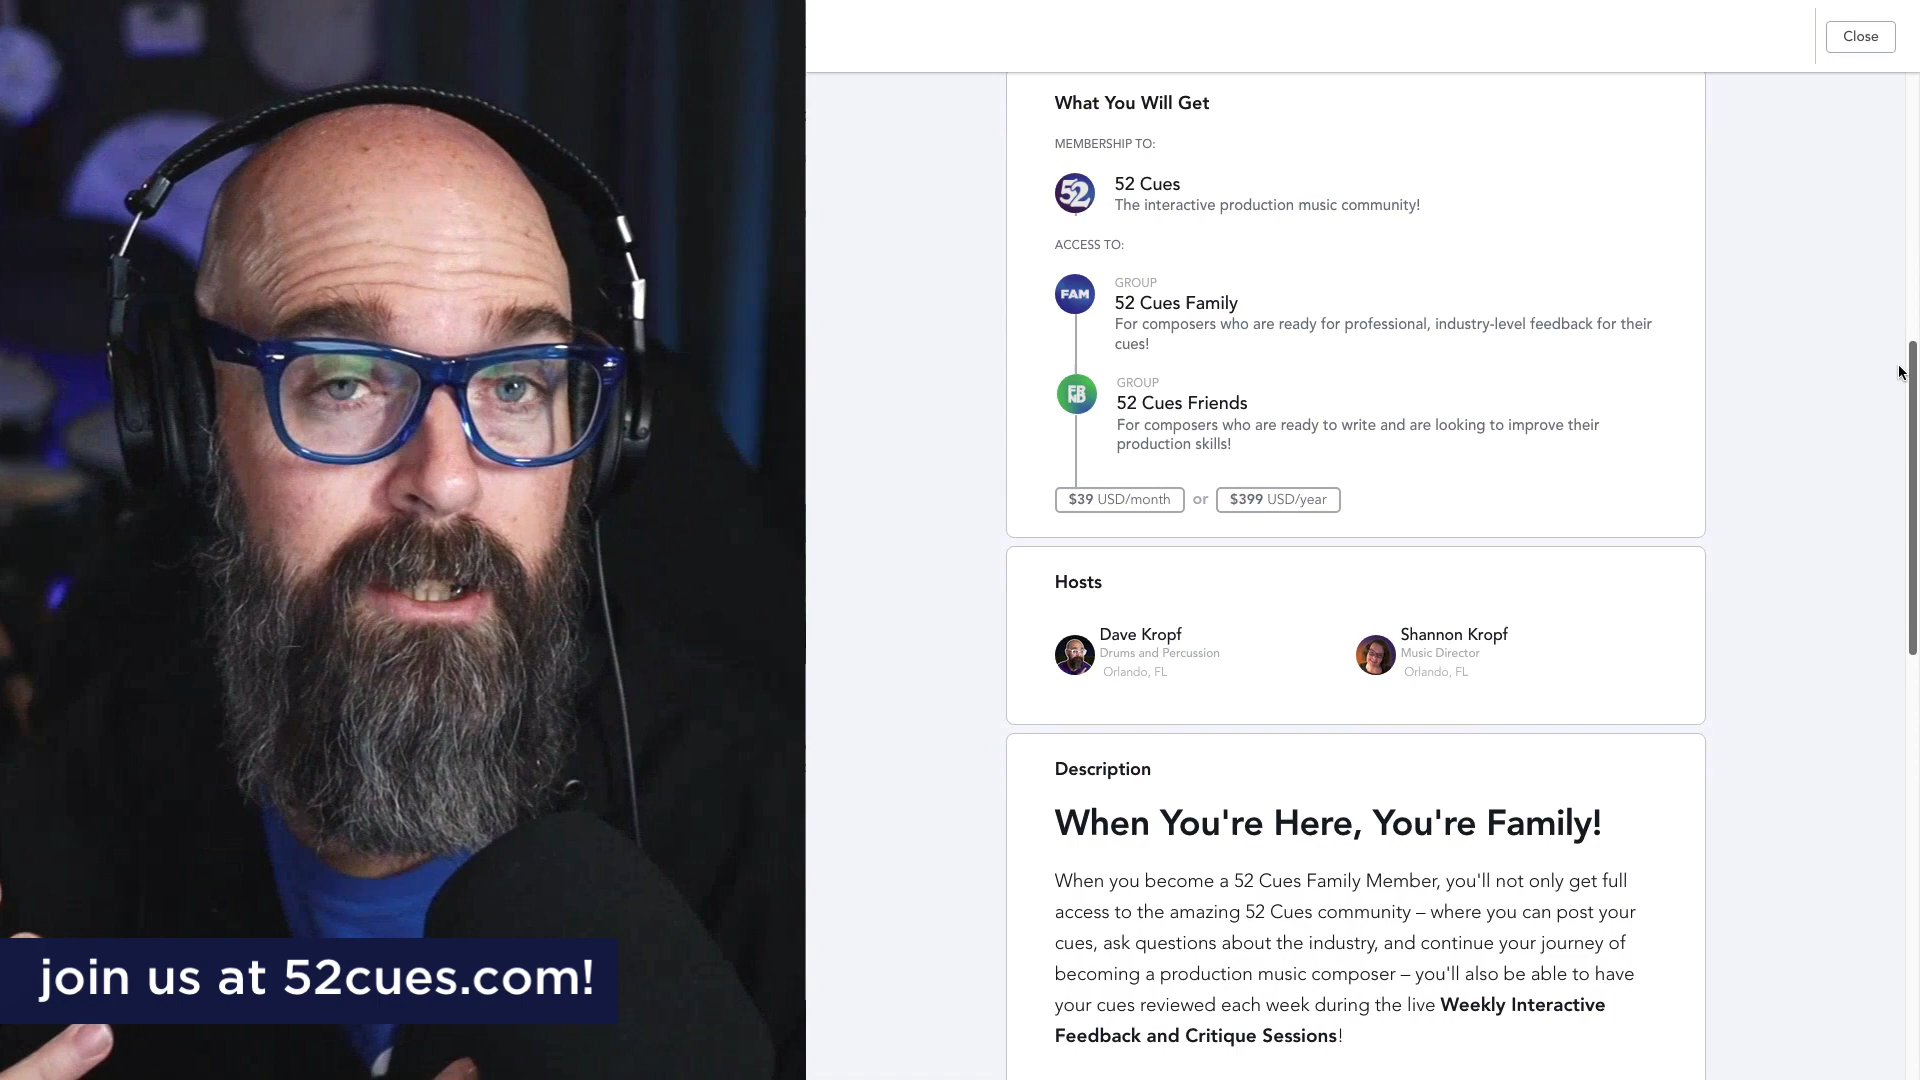 Close
What You Will Get
MEMBERSHIP TO:
52
52 Cues
The interactive production music community!
ACCESS TO:
FAM
GROUP
52 Cues Family
For composers who are ready for professional, industry-level feedback for their
cues!
FR
ND
GROUP
52 Cues Friends
For composers who are ready to write and are looking to improve their
production skills!
$39 USD/month or $399 USD/year
Hosts
Dave Kropf
Drums and Percussion
Orlando, FL
Shannon Kropf
Music Director
Orlando, FL
Description
When You're Here, You're Family!
When you become a 52 Cues Family Member, you'll not only get full
access to the amazing 52 Cues community – where you can post your
cues, ask questions about the industry, and continue your journey of
becoming a production music composer – you'll also be able to have
your cues reviewed each week during the live Weekly Interactive
Feedback and Critique Sessions!
join us at 52cues.com!